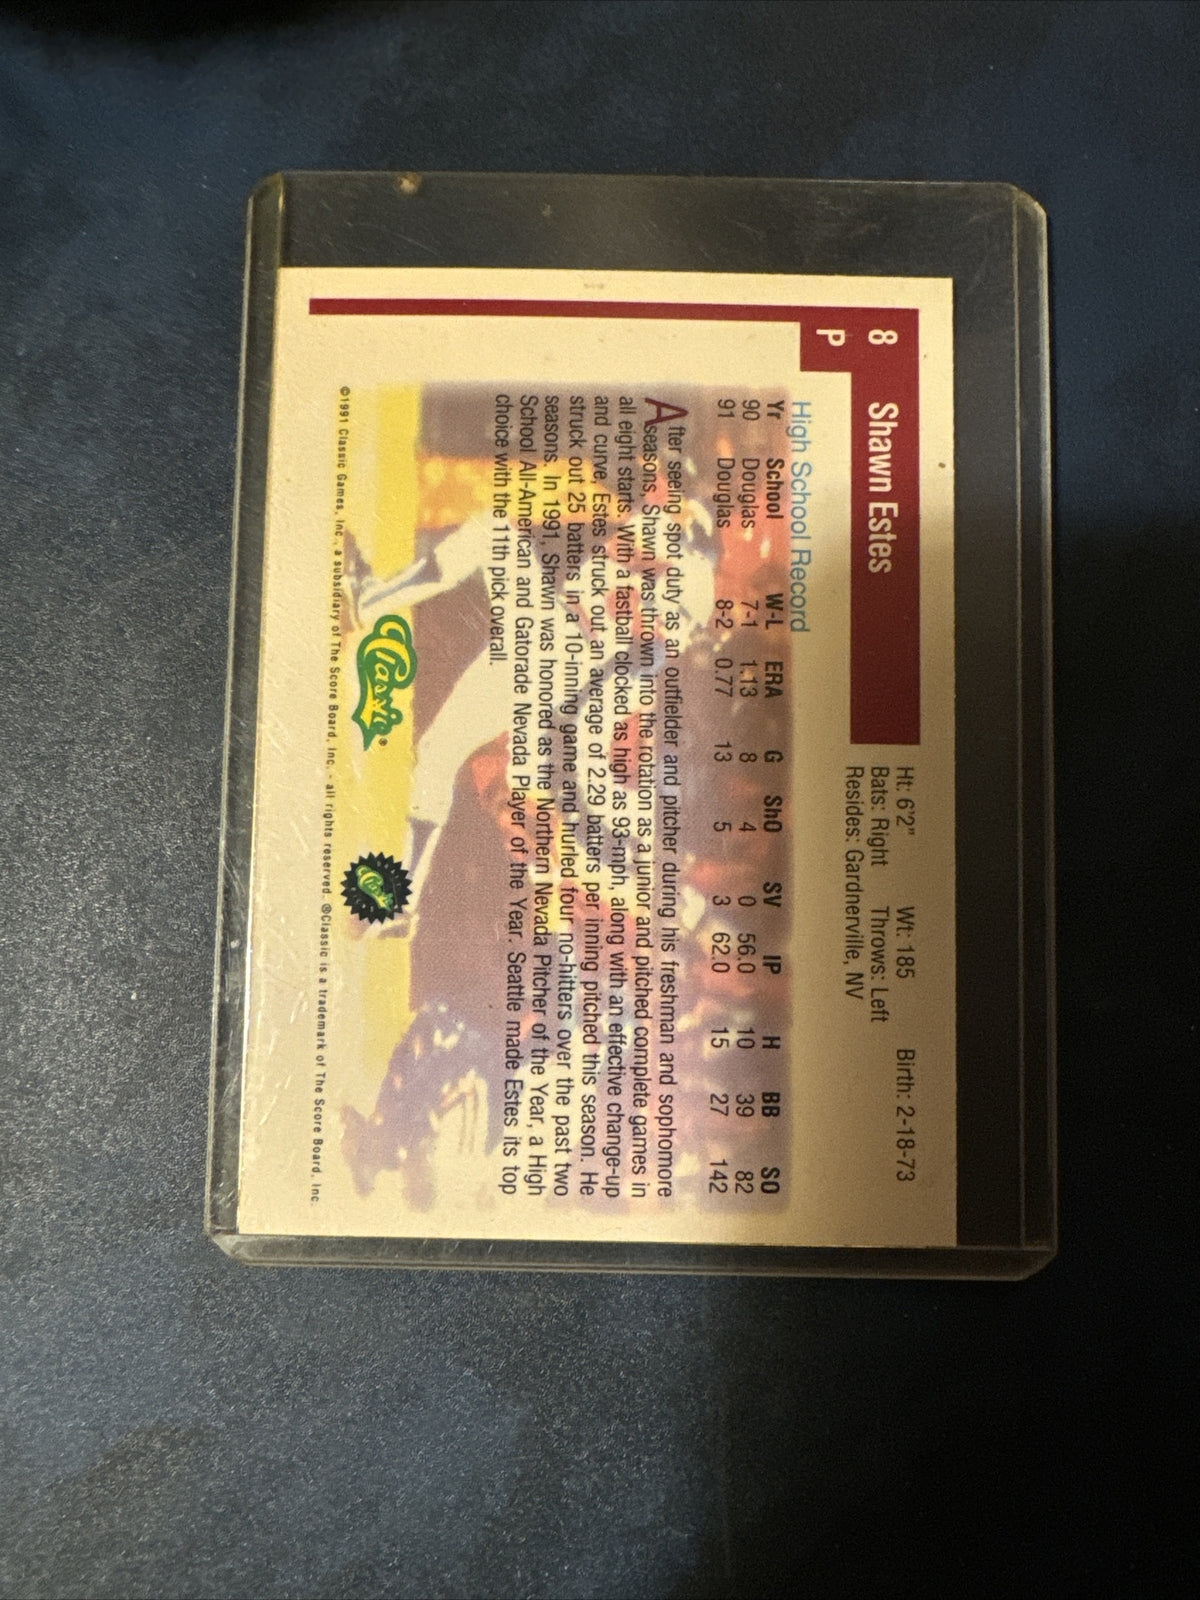 8 Shawn Estes
P
Ht: 6'2" Wt: 185 Birth: 2-18-73
Bats: Right Throws: Left
Resides: Gardnerville, NV
High School Record
Yr School W-L ERA G ShO SV IP H BB SO
90 Douglas 7-1 1.13 8 4 0 56.0 10 39 82
91 Douglas 8-2 0.77 13 5 3 62.0 15 27 142
After seeing spot duty as an outfielder and pitcher during his freshman and sophomore
seasons, Shawn was thrown into the rotation as a junior and pitched complete games in
all eight starts. With a fastball clocked as high as 93-mph, along with an effective change-up
and curve, Estes struck out an average of 2.29 batters per inning pitched this season. He
struck out 25 batters in a 10-inning game and hurled four no-hitters over the past two
seasons. In 1991, Shawn was honored as the Northern Nevada Pitcher of the Year, a High
School All-American and Gatorade Nevada Player of the Year. Seattle made Estes its top
choice with the 11th pick overall.
Classic®
Classic
©1991 Classic Games, Inc., a subsidiary of The Score Board, Inc. - all rights reserved. ®Classic is a trademark of The Score Board, Inc.